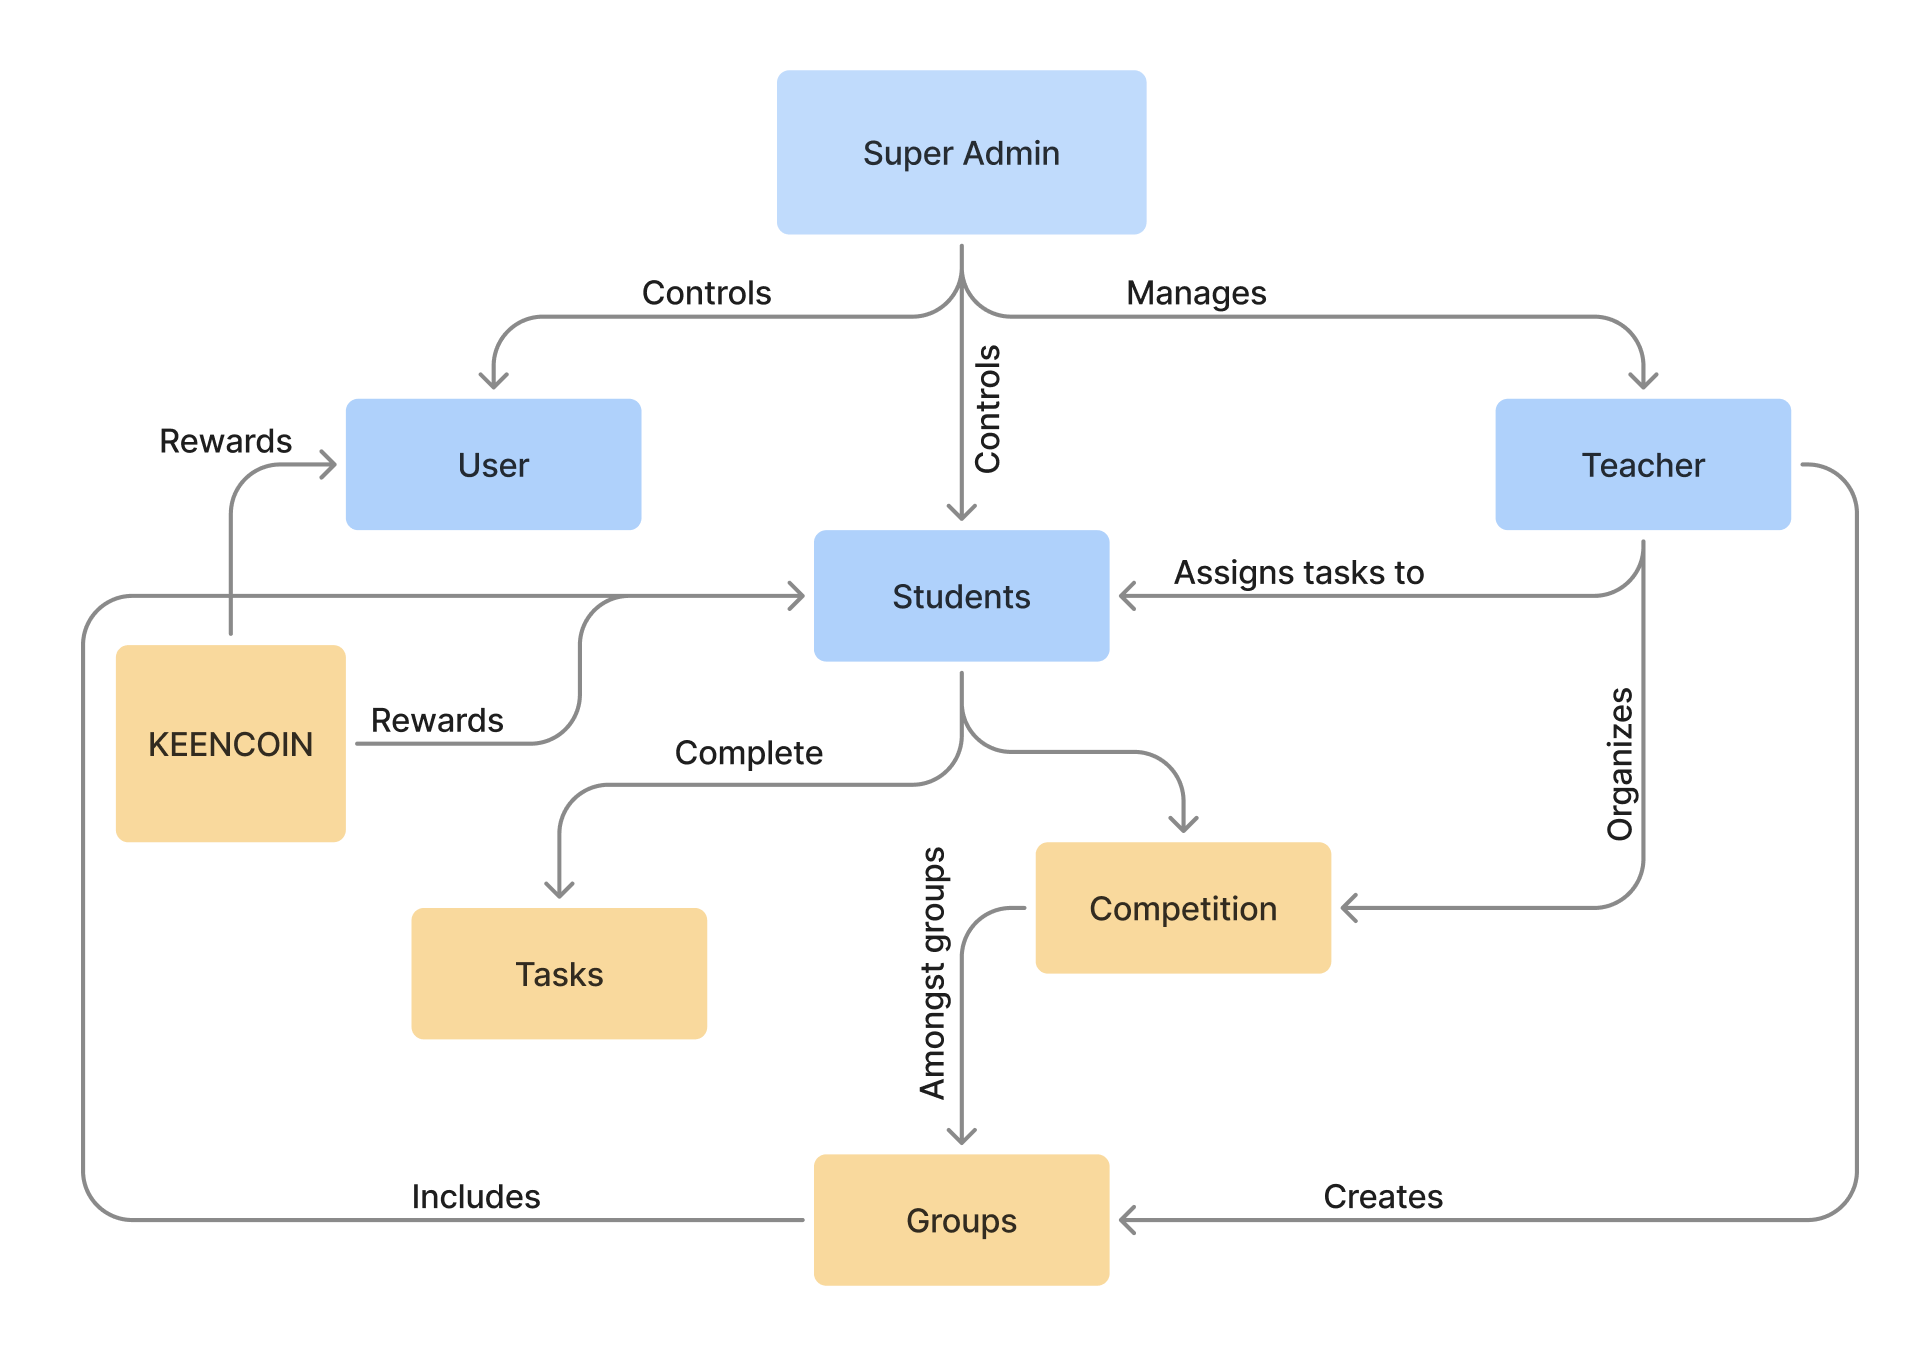 Super Admin
Controls
Manages
Controls
Rewards
User
Teacher
Assigns tasks to
Students
KEENCOIN
Rewards
Complete
Organizes
Competition
Amongst groups
Tasks
Includes
Groups
Creates